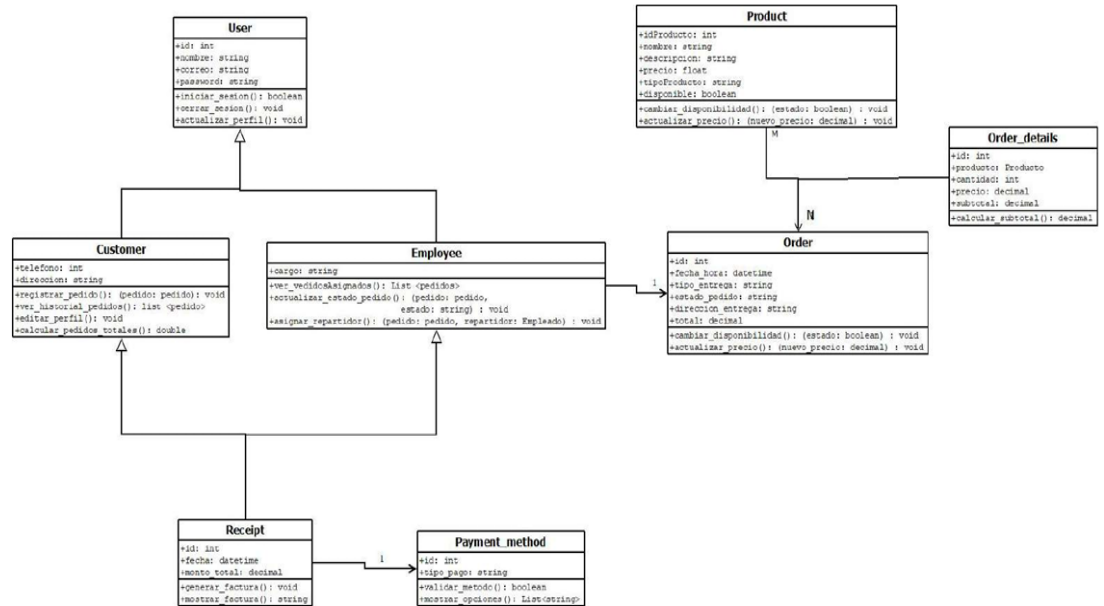 User
+id: int
+nombre: string
+correo: string
+password: string
+iniciar_sesion(): boolean
+cerrar_sesion(): void
+actualizar_perfil(): void
Product
+idProducto: int
+nombre: string
+descripcion: string
+precio: float
+tipoProducto: string
+disponible: boolean
+cambiar_disponibilidad(): (estado: boolean) : void
+actualizar_precio(): (nuevo_precio: decimal) : void
M
Order_details
+id: int
+producto: Producto
+cantidad: int
+precio: decimal
+subtotal: decimal
+calcular_subtotal(): decimal
N
Customer
+telefono: int
+direccion: string
+registrar_pedido(): (pedido: pedido): void
+ver_historial_pedidos(): list <pedido>
+editar_perfil(): void
+calcular_pedidos_totales(): double
Employee
+cargo: string
+ver_vedidosAsignados(): List <pedidos>
+actualizar_estado_pedido(): (pedido: pedido,
estado: string) : void
+asignar_repartidor(): (pedido: pedido, repartidor: Empleado) : void
1
Order
+id: int
+fecha_hora: datetime
+tipo_entrega: string
+estado_pedido: string
+direccion_entrega: string
+total: decimal
+cambiar_disponibilidad(): (estado: boolean) : void
+actualizar_precio(): (nuevo_precio: decimal) : void
Receipt
+id: int
+fecha: datetime
+monto_total: decimal
+generar_factura(): void
+mostrar_factura(): string
1
Payment_method
+id: int
+tipo_pago: string
+validar_metodo(): boolean
+mostrar_opciones(): List<string>